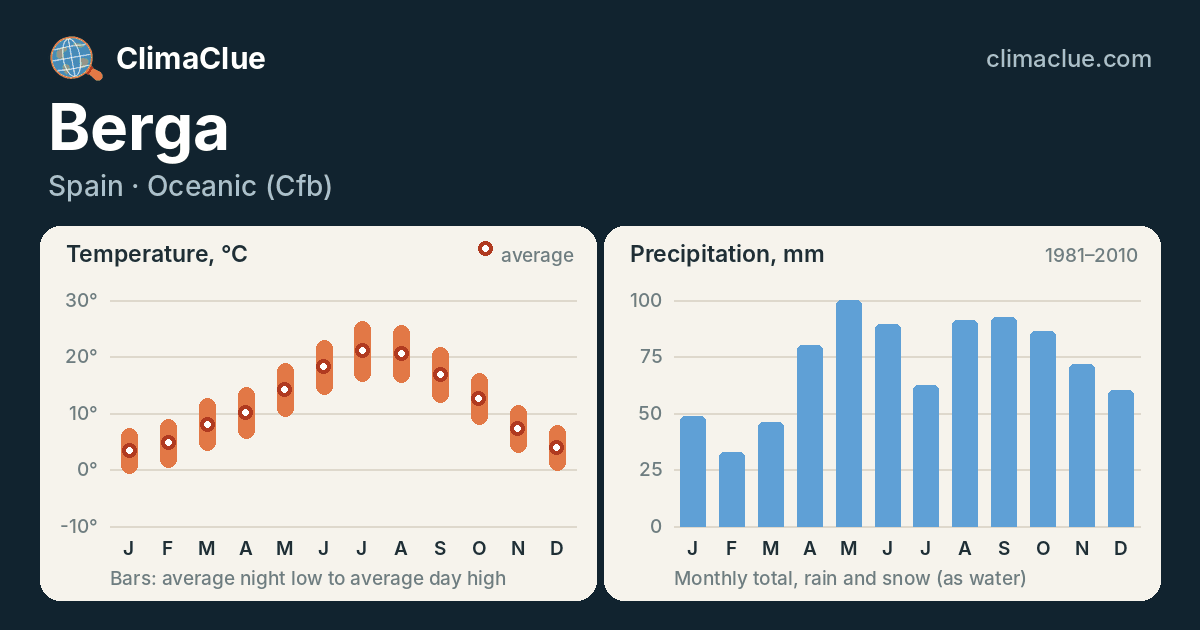 ClimaClue
climaclue.com
Berga
Spain · Oceanic (Cfb)
Temperature, °C
average
30°
20°
10°
0°
-10°
J F M A M J J A S O N D
Bars: average night low to average day high
Precipitation, mm
1981–2010
100
75
50
25
0
J F M A M J J A S O N D
Monthly total, rain and snow (as water)